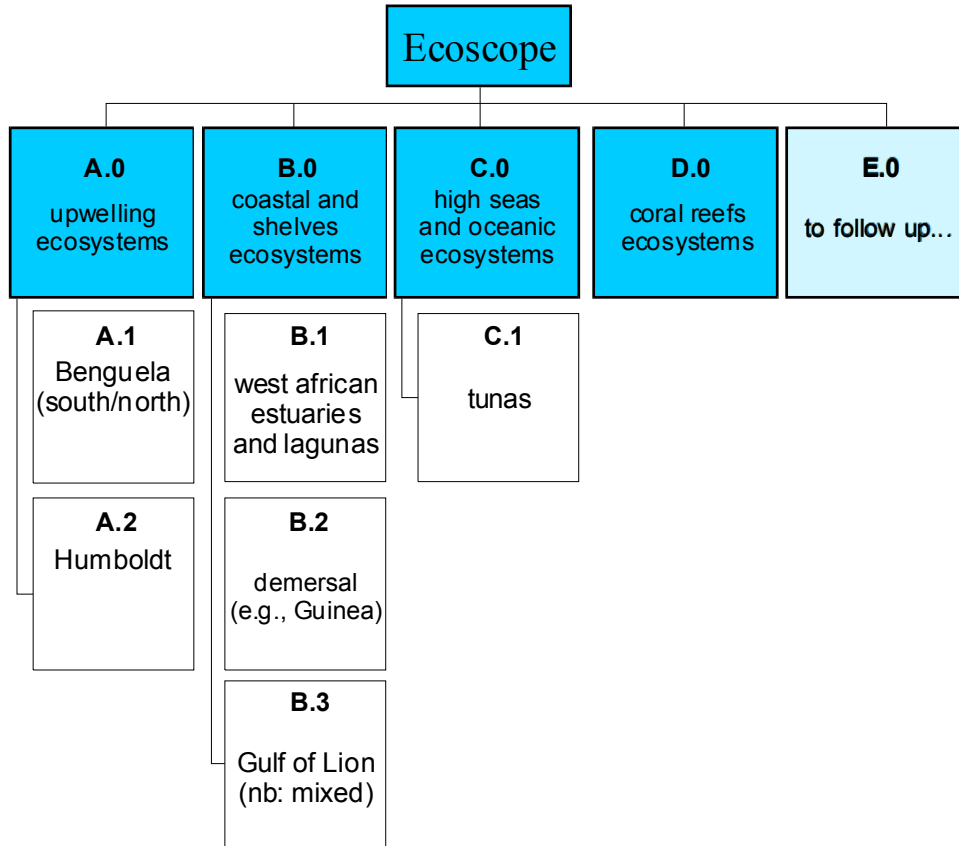 Ecoscope
A.0
upwelling
ecosystems
B.0
coastal and
shelves
ecosystems
C.0
high seas
and oceanic
ecosystems
D.0
coral reefs
ecosystems
E.0
to follow up...
A.1
Benguela
(south/north)
B.1
west african
estuaries
and lagunas
C.1
tunas
A.2
Humboldt
B.2
demersal
(e.g., Guinea)
B.3
Gulf of Lion
(nb: mixed)